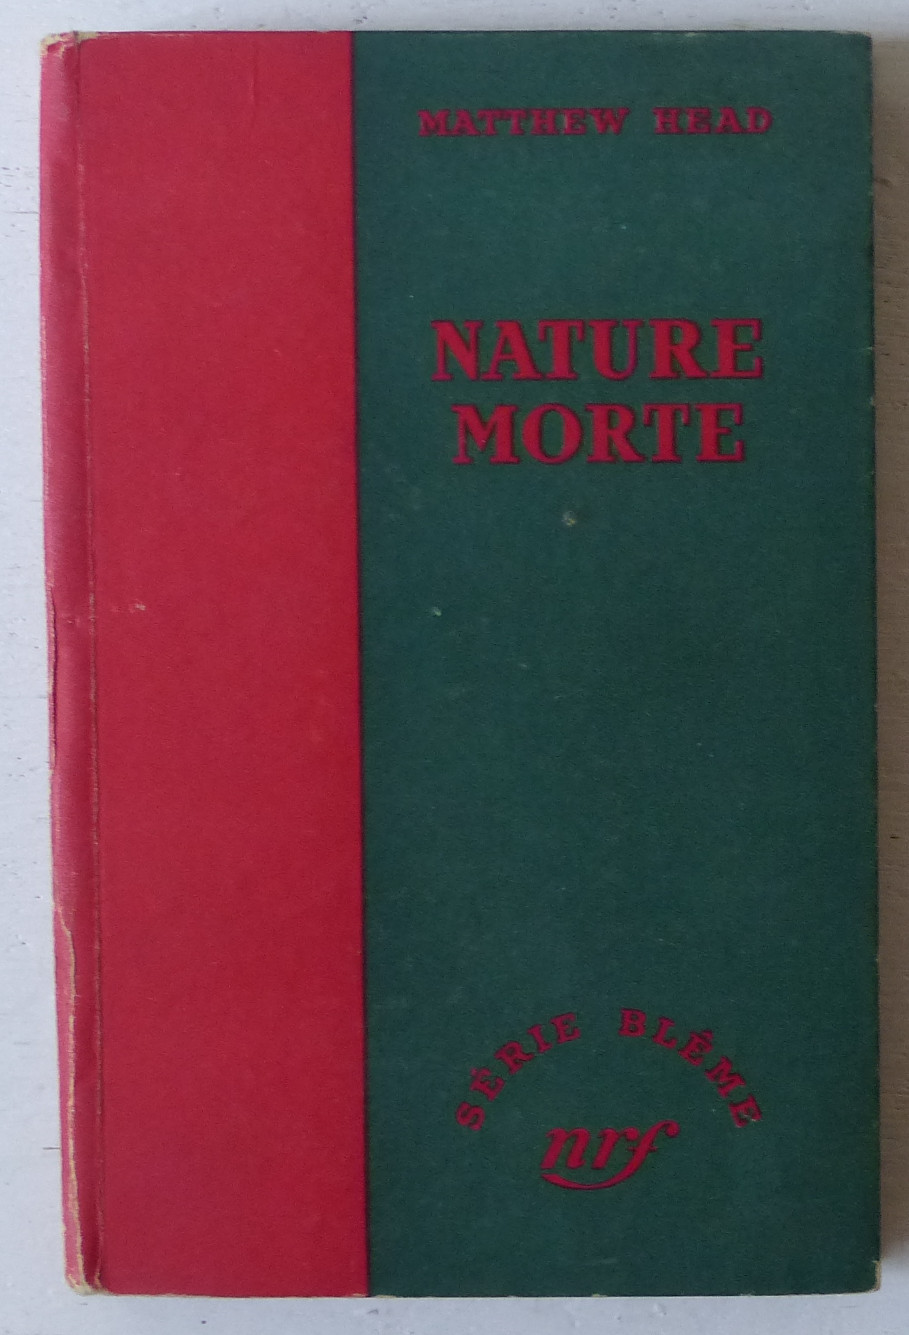 MATTHEW HEAD
NATURE
MORTE
SÉRIE BLÊME
nrf